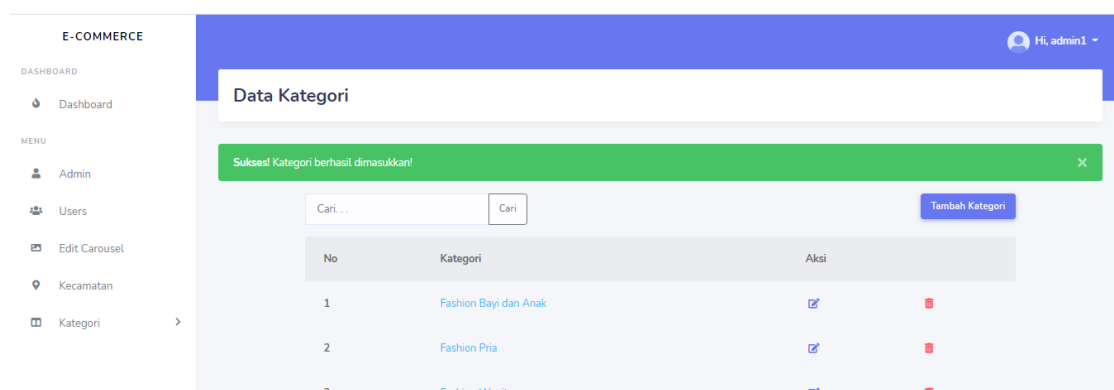 E-COMMERCE
Hi, admin1
DASHBOARD
Dashboard
MENU
Admin
Users
Edit Carousel
Kecamatan
Kategori
Data Kategori
Sukses! Kategori berhasil dimasukkan! ×
Cari. . . Cari Tambah Kategori
No Kategori Aksi
1 Fashion Bayi dan Anak
2 Fashion Pria